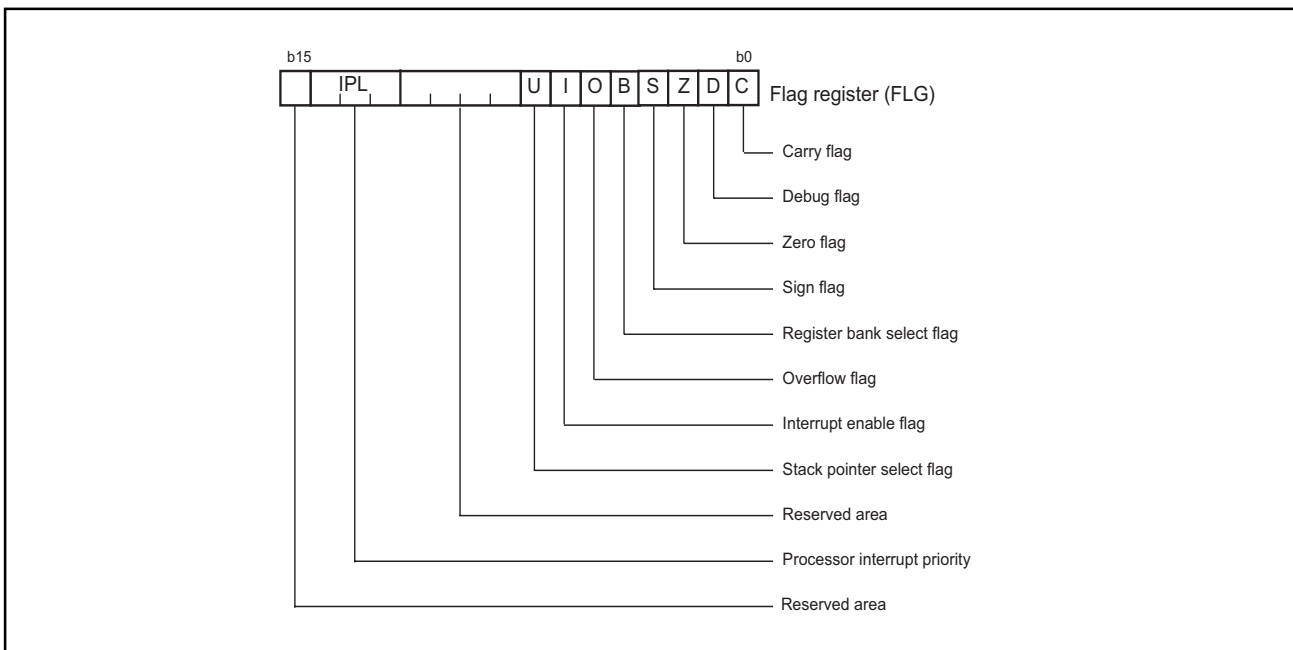 b15 b0
IPL U I O B S Z D C Flag register (FLG)
Carry flag
Debug flag
Zero flag
Sign flag
Register bank select flag
Overflow flag
Interrupt enable flag
Stack pointer select flag
Reserved area
Processor interrupt priority
Reserved area